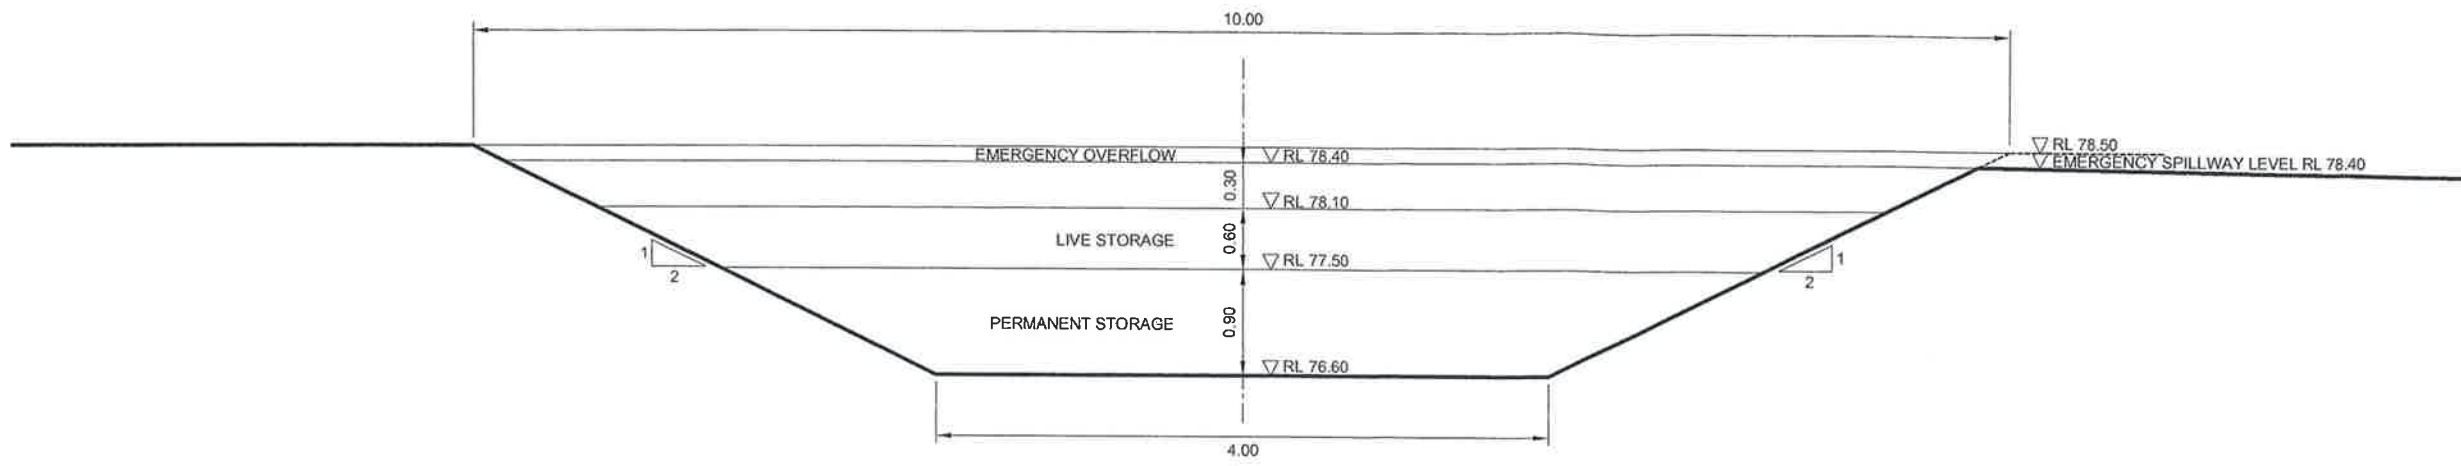 10.00
EMERGENCY OVERFLOW
RL 78.40
RL 78.50
EMERGENCY SPILLWAY LEVEL RL 78.40
0.30
RL 78.10
LIVE STORAGE
0.60
1
2
1
2
RL 77.50
PERMANENT STORAGE
0.90
RL 76.60
4.00